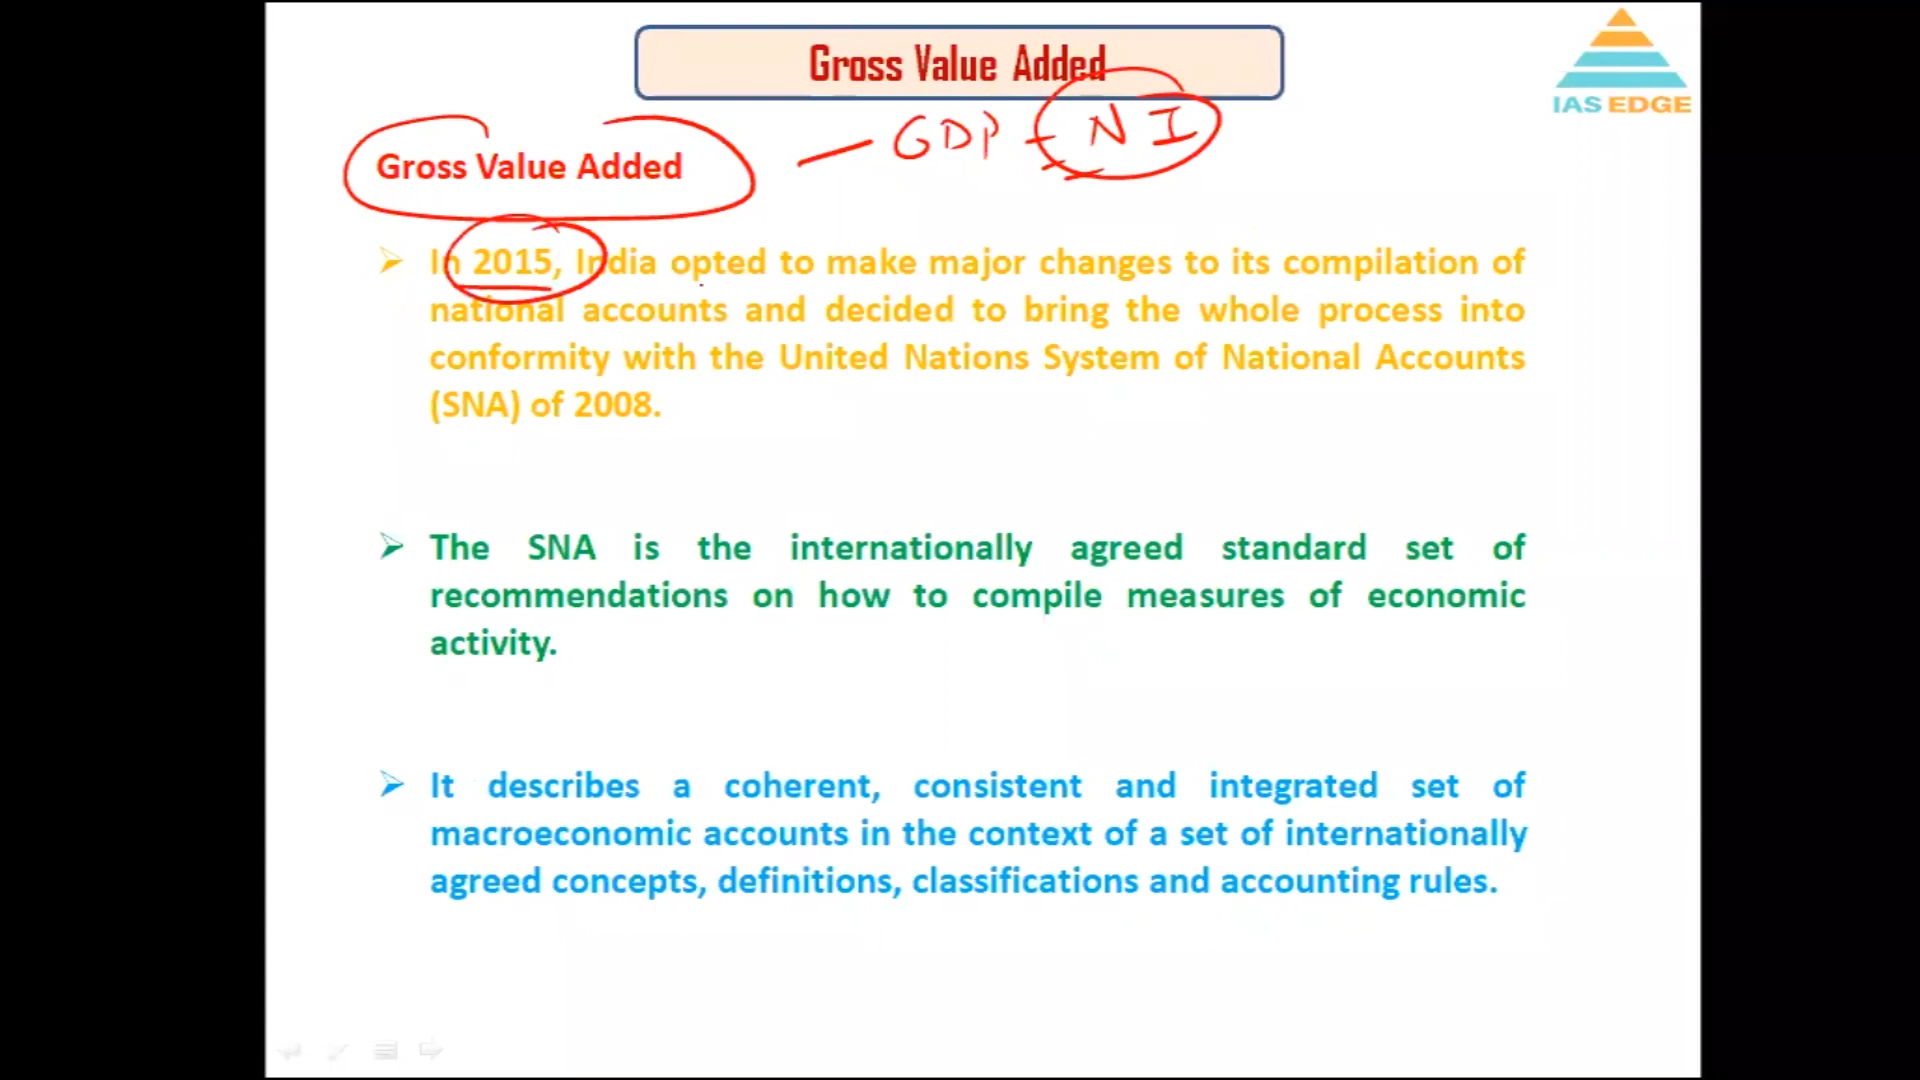 Gross Value Added
IAS EDGE
Gross Value Added
GDP - NI
In 2015, India opted to make major changes to its compilation of
national accounts and decided to bring the whole process into
conformity with the United Nations System of National Accounts
(SNA) of 2008.
The SNA is the internationally agreed standard set of
recommendations on how to compile measures of economic
activity.
It describes a coherent, consistent and integrated set of
macroeconomic accounts in the context of a set of internationally
agreed concepts, definitions, classifications and accounting rules.